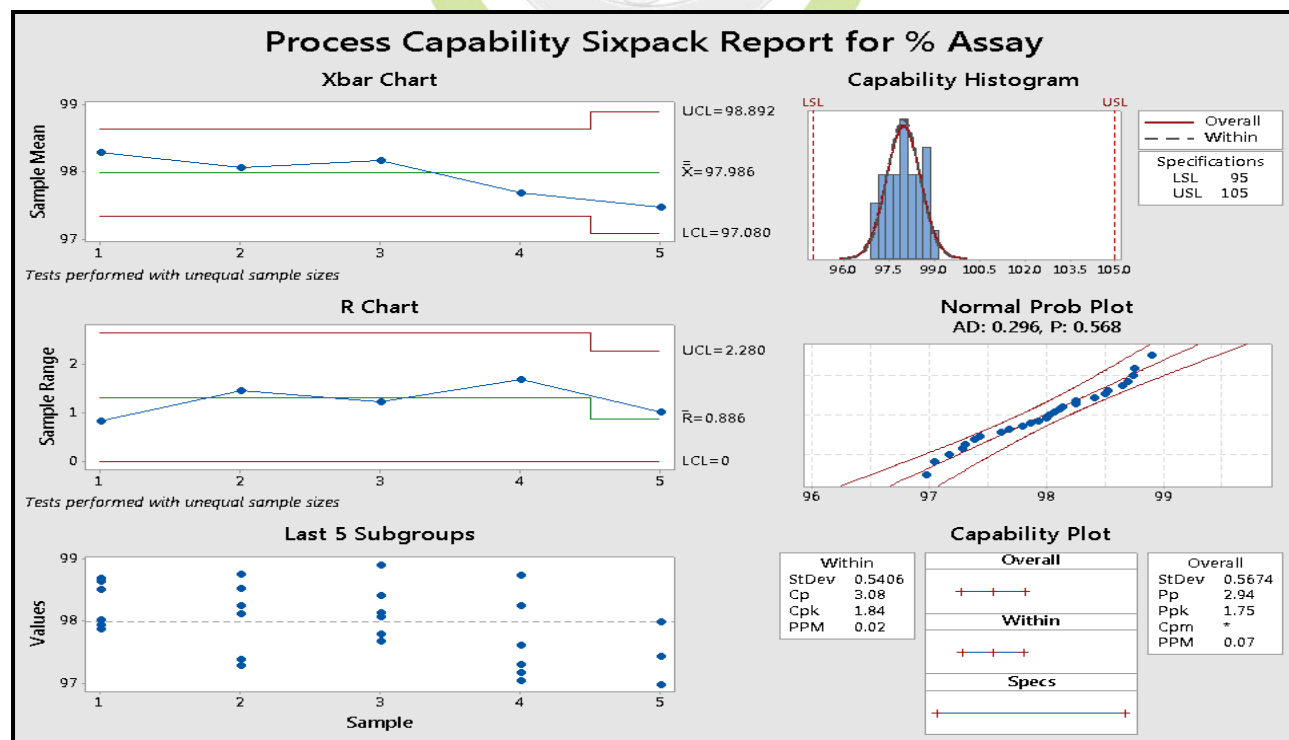 Process Capability Sixpack Report for % Assay
Xbar Chart
Sample Mean
99
98
97
1 2 3 4 5
UCL=98.892
X=97.986
LCL=97.080
Tests performed with unequal sample sizes
R Chart
Sample Range
2
1
0
1 2 3 4 5
UCL=2.280
R=0.886
LCL=0
Tests performed with unequal sample sizes
Last 5 Subgroups
Values
99
98
97
1 2 3 4 5
Sample
Capability Histogram
LSL USL
96.0 97.5 99.0 100.5 102.0 103.5 105.0
Overall
Within
Specifications
LSL 95
USL 105
Normal Prob Plot
AD: 0.296, P: 0.568
96 97 98 99
Capability Plot
Within
StDev 0.5406
Cp 3.08
Cpk 1.84
PPM 0.02
Overall
Within
Specs
Overall
StDev 0.5674
Pp 2.94
Ppk 1.75
Cpm *
PPM 0.07